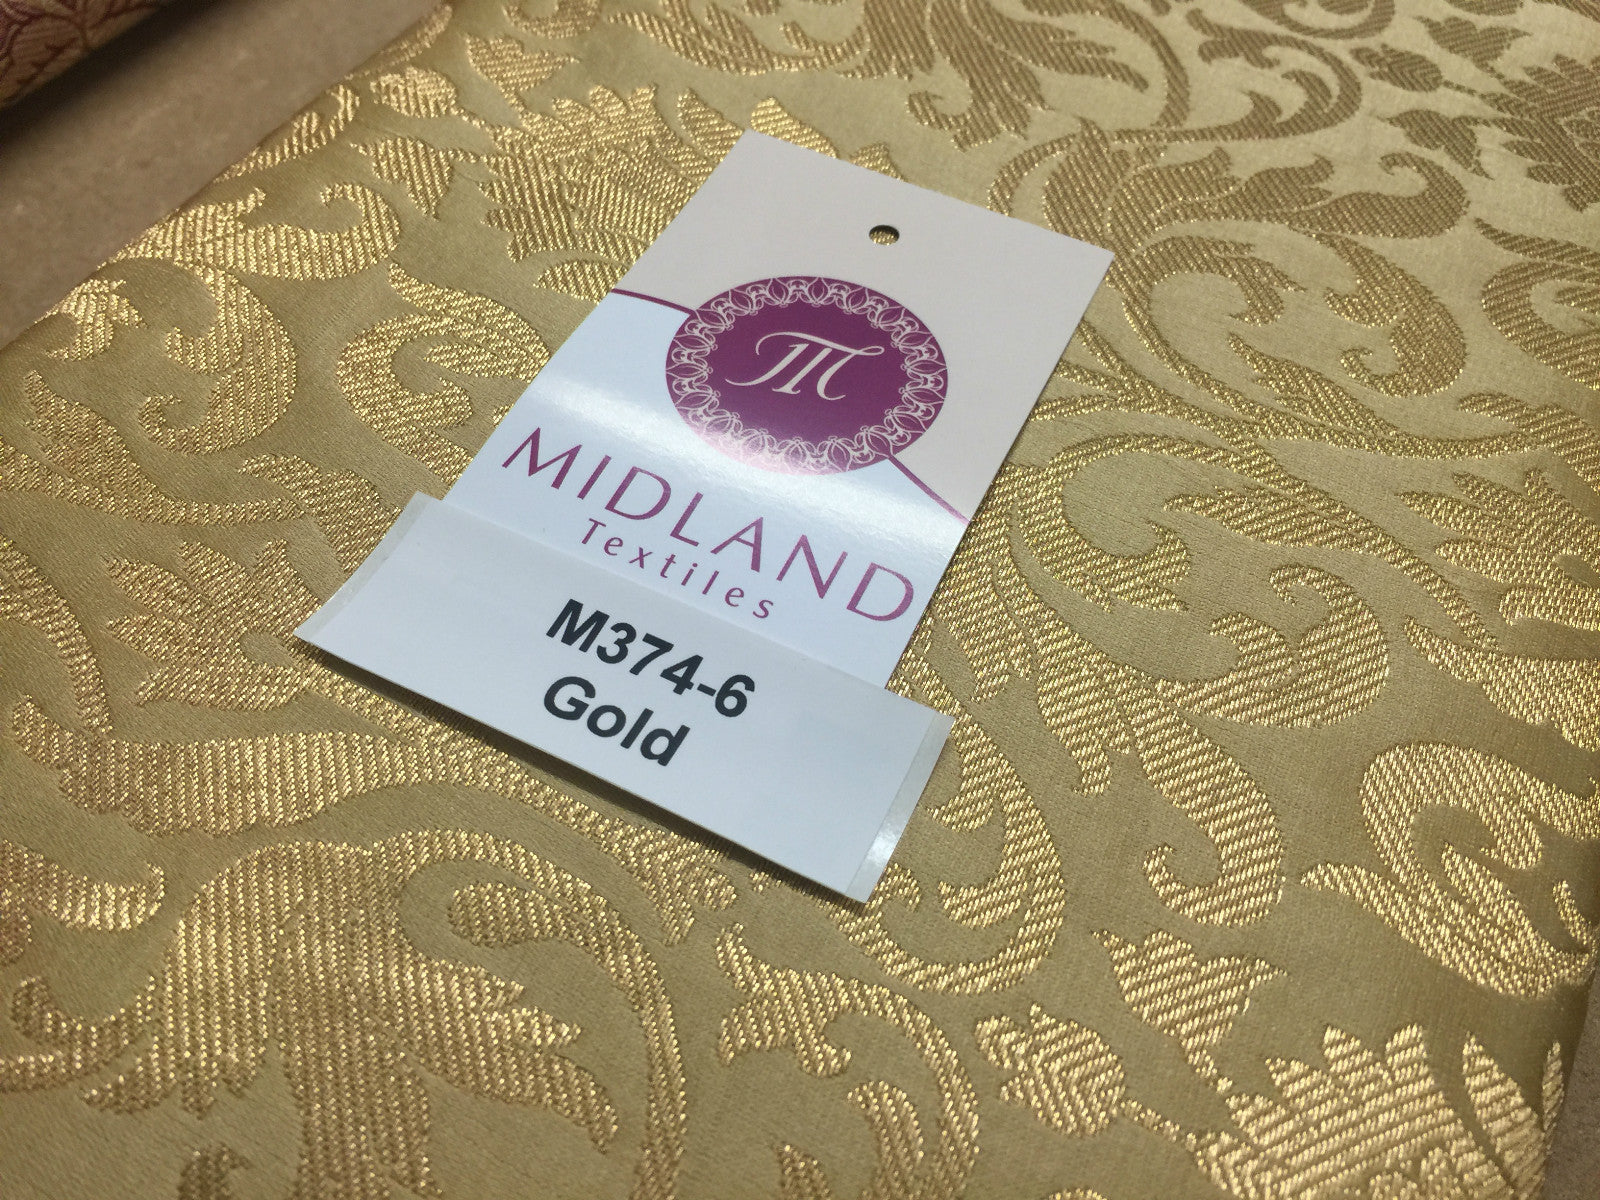 M
MIDLAND
Textiles
M374-6
Gold